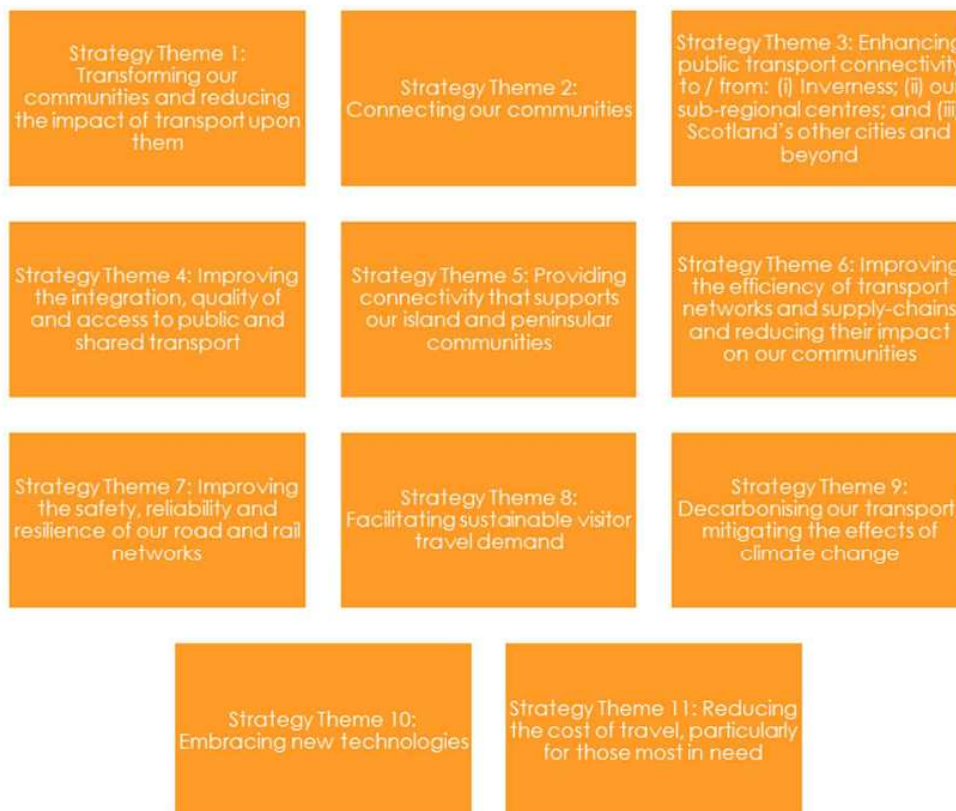 Strategy Theme 1:
Transforming our
communities and reducing
the impact of transport upon
them
Strategy Theme 2:
Connecting our communities
Strategy Theme 3: Enhancing
public transport connectivity
to / from: (i) Inverness; (ii) our
sub-regional centres; and (iii)
Scotland's other cities and
beyond
Strategy Theme 4: Improving
the integration, quality of
and access to public and
shared transport
Strategy Theme 5: Providing
connectivity that supports
our island and peninsular
communities
Strategy Theme 6: Improving
the efficiency of transport
networks and supply-chains
and reducing their impact
on our communities
Strategy Theme 7: Improving
the safety, reliability and
resilience of our road and rail
networks
Strategy Theme 8:
Facilitating sustainable visitor
travel demand
Strategy Theme 9:
Decarbonising our transport,
mitigating the effects of
climate change
Strategy Theme 10:
Embracing new technologies
Strategy Theme 11: Reducing
the cost of travel, particularly
for those most in need